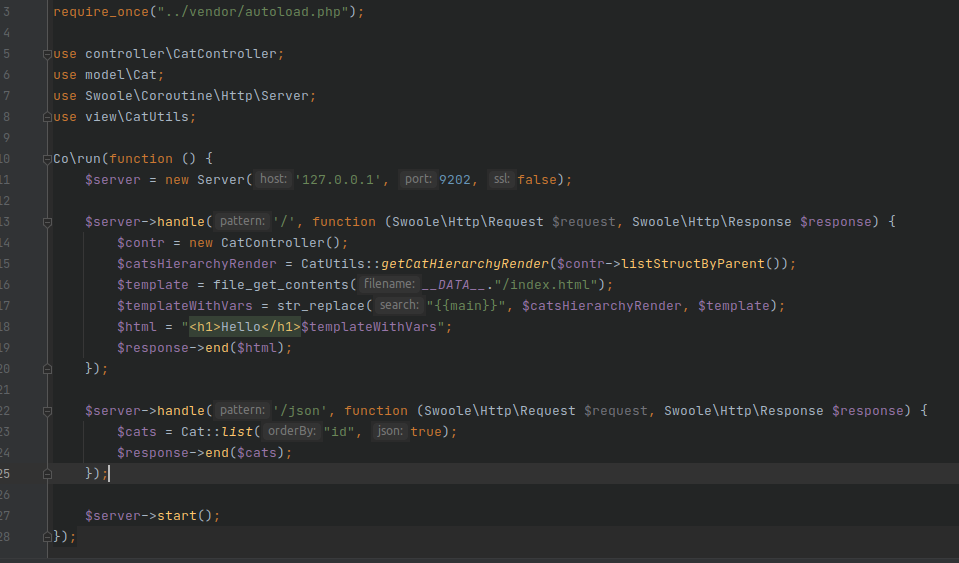 3 require_once("../vendor/autoload.php");
4
5 use controller\CatController;
6 use model\Cat;
7 use Swoole\Coroutine\Http\Server;
8 use view\CatUtils;
9
10 Co\run(function () {
11 $server = new Server( host: '127.0.0.1', port: 9202, ssl: false);
12
13 $server->handle( pattern: '/', function (Swoole\Http\Request $request, Swoole\Http\Response $response) {
14 $contr = new CatController();
15 $catsHierarchyRender = CatUtils::getCatHierarchyRender($contr->listStructByParent());
16 $template = file_get_contents( filename: __DATA__."/index.html");
17 $templateWithVars = str_replace( search: "{{main}}", $catsHierarchyRender, $template);
18 $html = "<h1>Hello</h1>$templateWithVars";
19 $response->end($html);
20 });
21
22 $server->handle( pattern: '/json', function (Swoole\Http\Request $request, Swoole\Http\Response $response) {
23 $cats = Cat::list( orderBy: "id", json: true);
24 $response->end($cats);
25 });
26
27 $server->start();
28 });